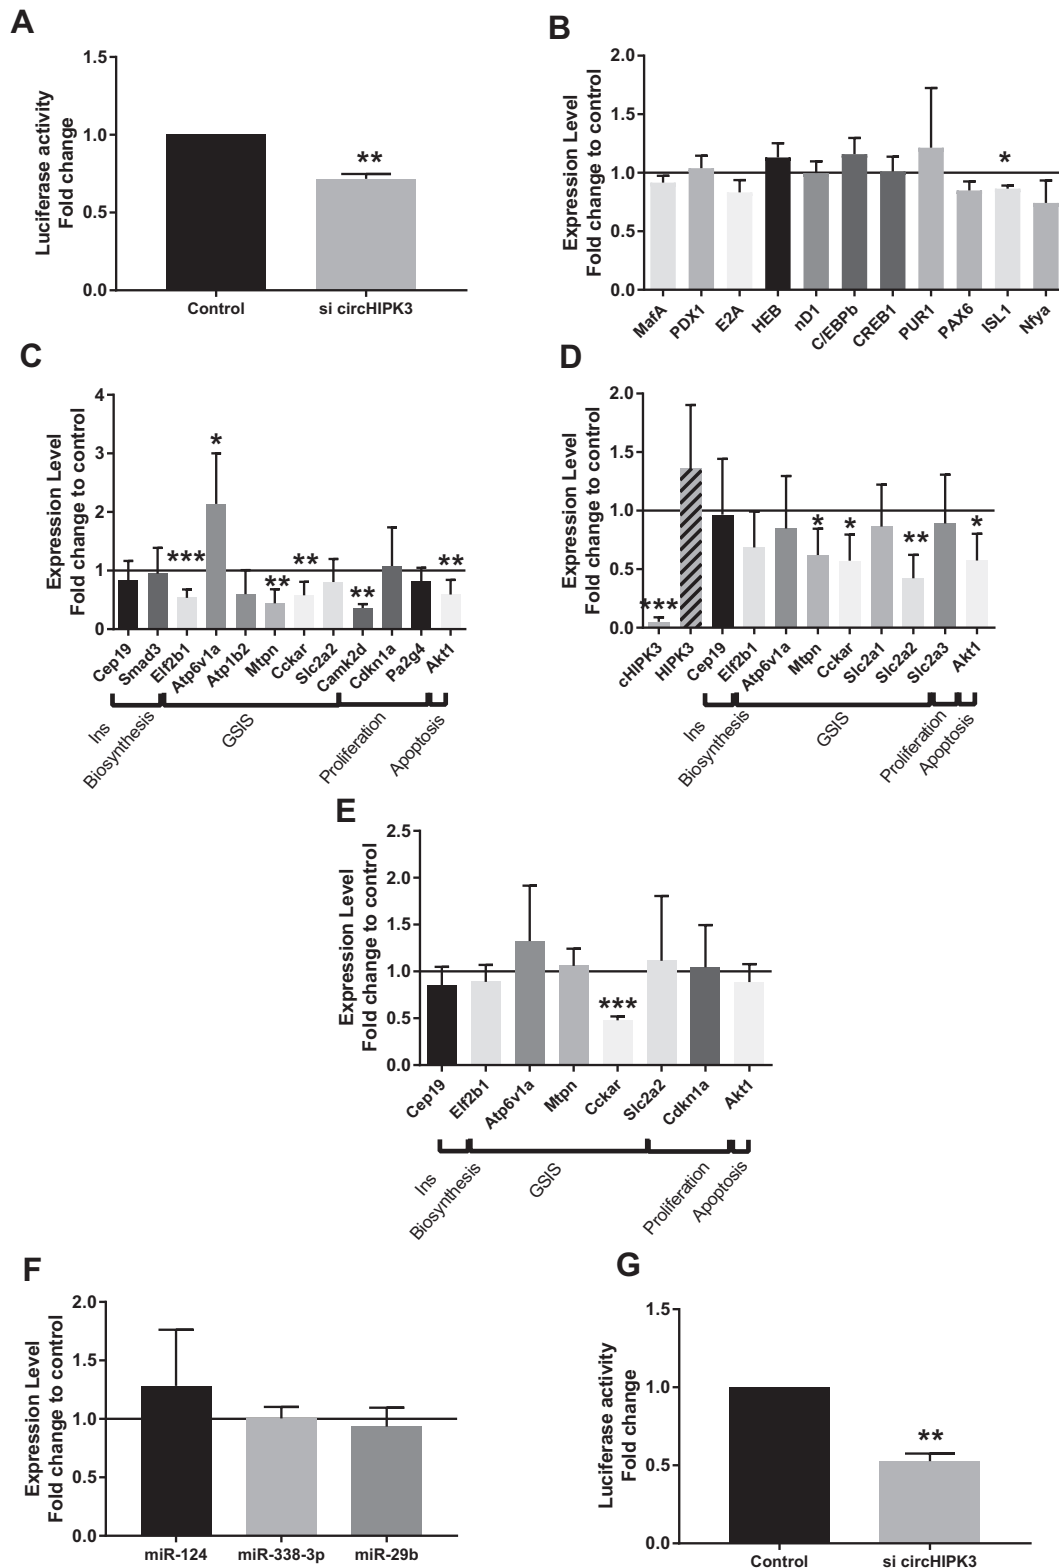 A
Luciferase activity
Fold change
1.5
1.0
0.5
0.0
**
Control
si circHIPK3
B
Expression Level
Fold change to control
2.0
1.5
1.0
0.5
0.0
*
MafA
PDX1
E2A
HEB
nD1
C/EBPb
CREB1
PUR1
PAX6
ISL1
Nfya
C
Expression Level
Fold change to control
4
3
2
1
0
***
*
**
**
**
**
Cep19
Smad3
Elf2b1
Atp6v1a
Atp1b2
Mtpn
Cckar
Slc2a2
Camk2d
Cdkn1a
Pa2g4
Akt1
Ins
Biosynthesis
GSIS
Proliferation
Apoptosis
D
Expression Level
Fold change to control
2.0
1.5
1.0
0.5
0.0
***
*
*
**
*
cHIPK3
HIPK3
Cep19
Elf2b1
Atp6v1a
Mtpn
Cckar
Slc2a1
Slc2a2
Slc2a3
Akt1
Ins
Biosynthesis
GSIS
Proliferation
Apoptosis
E
Expression Level
Fold change to control
2.5
2.0
1.5
1.0
0.5
0.0
***
Cep19
Elf2b1
Atp6v1a
Mtpn
Cckar
Slc2a2
Cdkn1a
Akt1
Ins
Biosynthesis
GSIS
Proliferation
Apoptosis
F
Expression Level
Fold change to control
2.0
1.5
1.0
0.5
0.0
miR-124
miR-338-3p
miR-29b
G
Luciferase activity
Fold change
1.5
1.0
0.5
0.0
**
Control
si circHIPK3